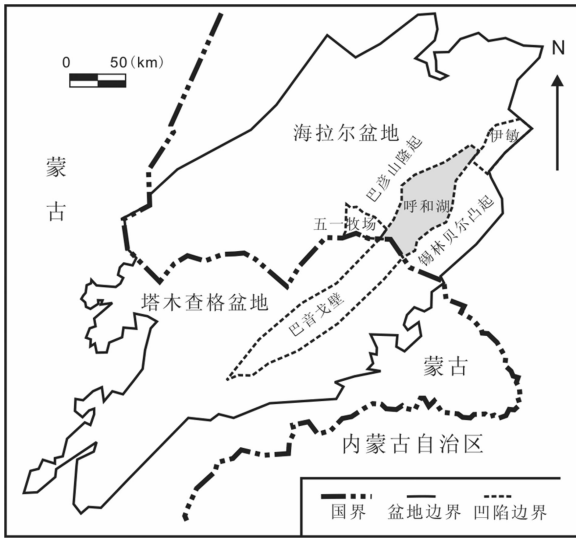 0 50(km)
N
海拉尔盆地
伊敏
蒙
古
巴彦山隆起
呼和湖
五一牧场
锡林贝尔凸起
塔木查格盆地
巴音戈壁
蒙古
内蒙古自治区
国界 盆地边界 凹陷边界